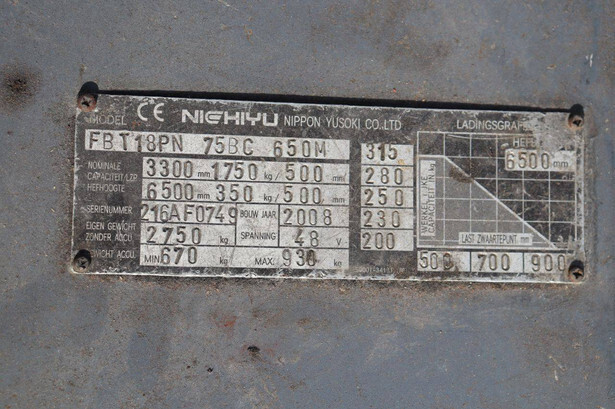 MODEL CE NICHIYU NIPPON YUSOKI CO.,LTD
FBT18PN 75BC 650M
NOMINALE CAPACITEIT/LZP. 3300 mm 1750 kg/500 mm
HEFHOOGTE 6500 mm 350 kg/500 mm
SERIENUMMER 216AF0749 BOUW JAAR 2008
EIGEN GEWICHT ZONDER ACCU. 2750 kg SPANNING 48 V
GEWICHT ACCU. MIN. 670 kg/ MAX. 930 kg
LADINGSGRAFIEK
6500 mm
WERKELIJKE CAPACITEIT kg
315
280
250
230
200
LAST ZWAARTEPUNT mm
500 700 900